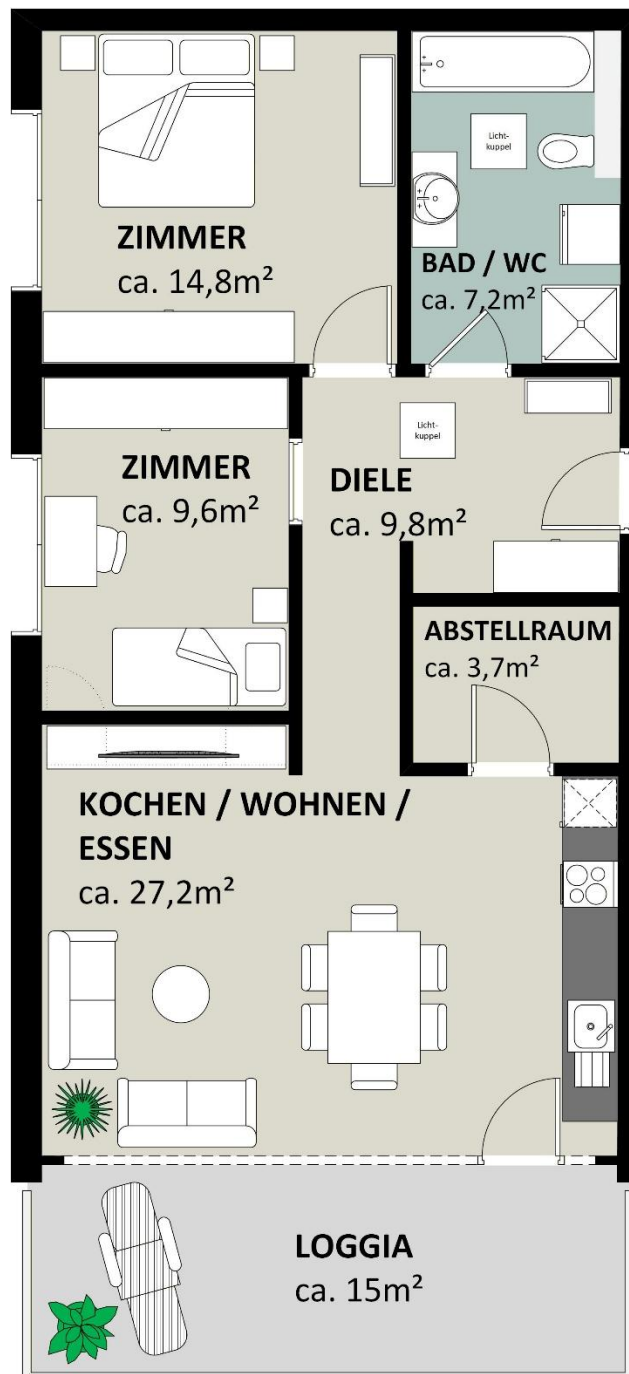 Licht-
kuppel
ZIMMER
ca. 14,8m²
BAD / WC
ca. 7,2m²
Licht-
kuppel
ZIMMER
ca. 9,6m²
DIELE
ca. 9,8m²
ABSTELLRAUM
ca. 3,7m²
KOCHEN / WOHNEN /
ESSEN
ca. 27,2m²
LOGGIA
ca. 15m²